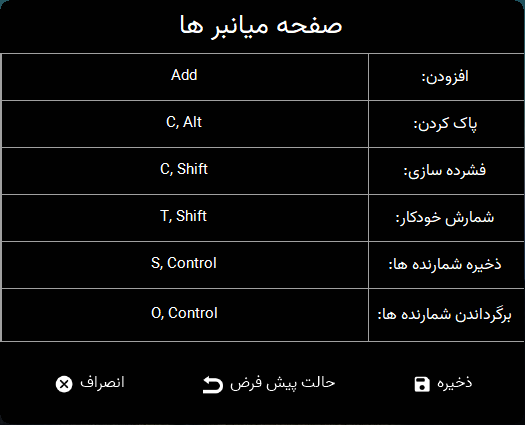 صفحه میانبر ها
افزودن: Add
پاک کردن: C, Alt
فشرده سازی: C, Shift
شمارش خودکار: T, Shift
ذخیره شمارنده ها: S, Control
برگرداندن شمارنده ها: O, Control
ذخیره حالت پیش فرض انصراف